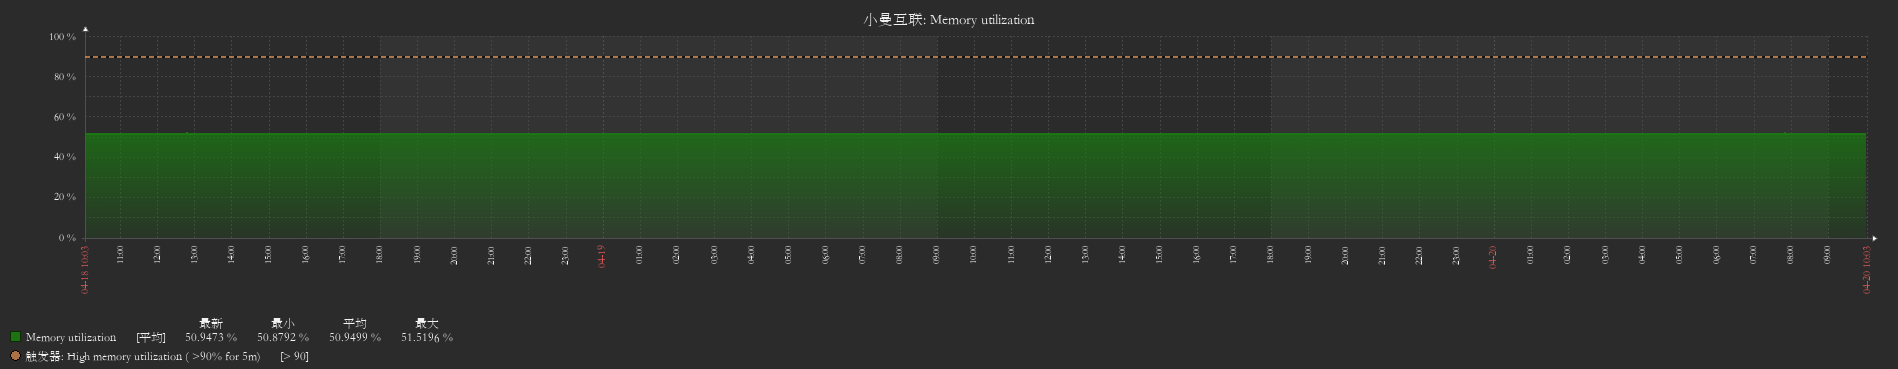 小曼互联: Memory utilization
100 %
80 %
60 %
40 %
20 %
0 %
04-18 10:03 11:00 12:00 13:00 14:00 15:00 16:00 17:00 18:00 19:00 20:00 21:00 22:00 23:00 04-19 01:00 02:00 03:00 04:00 05:00 06:00 07:00 08:00 09:00 10:00 11:00 12:00 13:00 14:00 15:00 16:00 17:00 18:00 19:00 20:00 21:00 22:00 23:00 04-20 01:00 02:00 03:00 04:00 05:00 06:00 07:00 08:00 09:00 04-20 10:03
最新 最小 平均 最大
Memory utilization [平均] 50.9473 % 50.8792 % 50.9499 % 51.5196 %
触发器: High memory utilization ( >90% for 5m) [> 90]